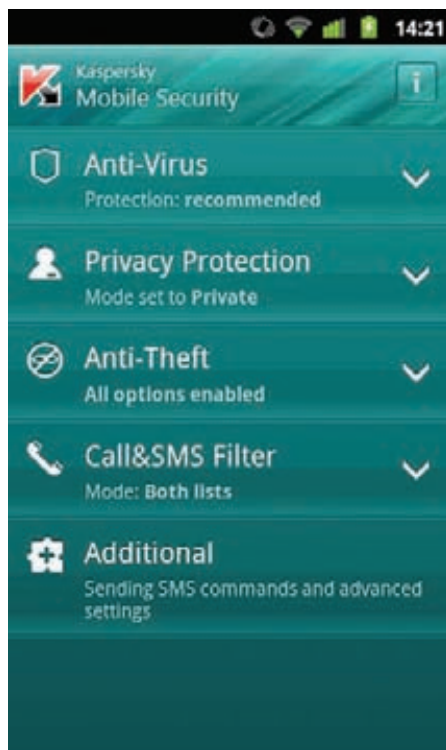 14:21
Kaspersky
Mobile Security
i
Anti-Virus
Protection: recommended
Privacy Protection
Mode set to Private
Anti-Theft
All options enabled
Call&SMS Filter
Mode: Both lists
Additional
Sending SMS commands and advanced
settings